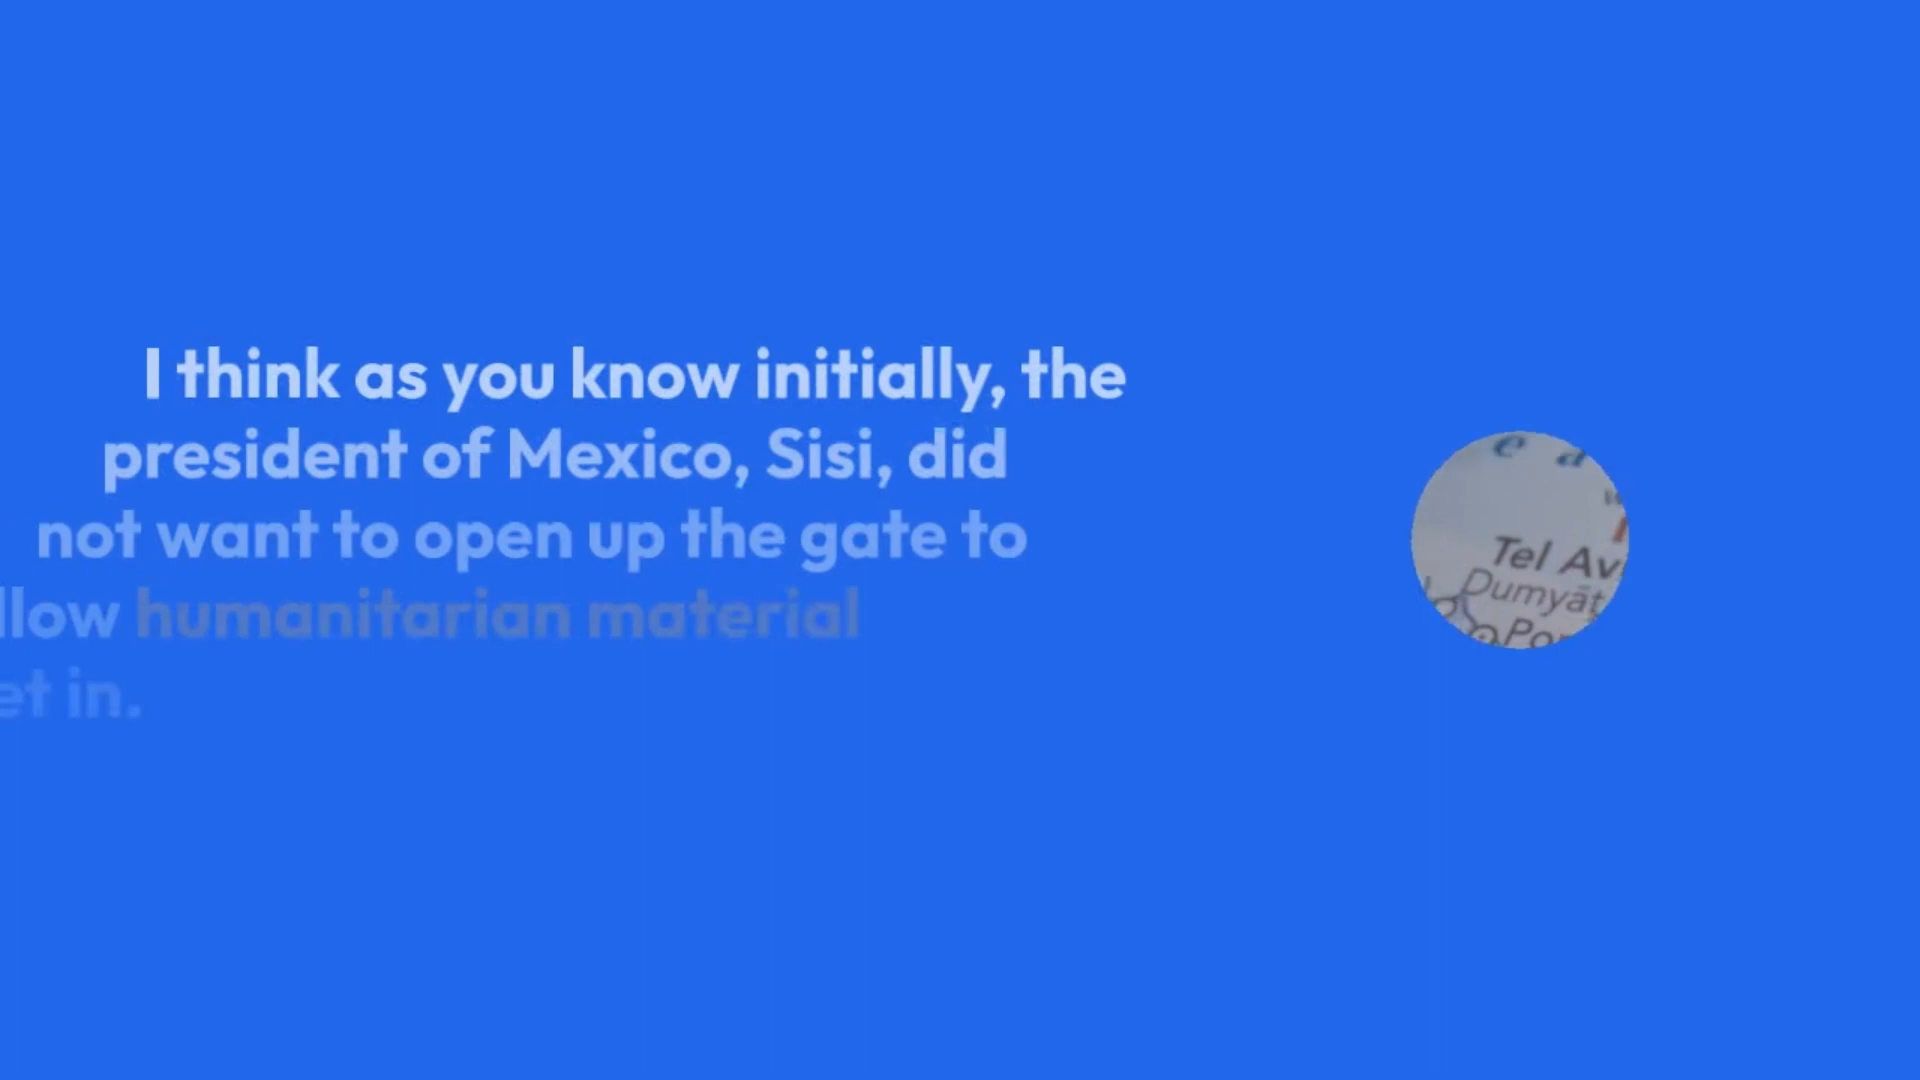 I think as you know initially, the
president of Mexico, Sisi, did
not want to open up the gate to
llow humanitarian material
et in.
e a
Tel Av
Dumyāt
Po